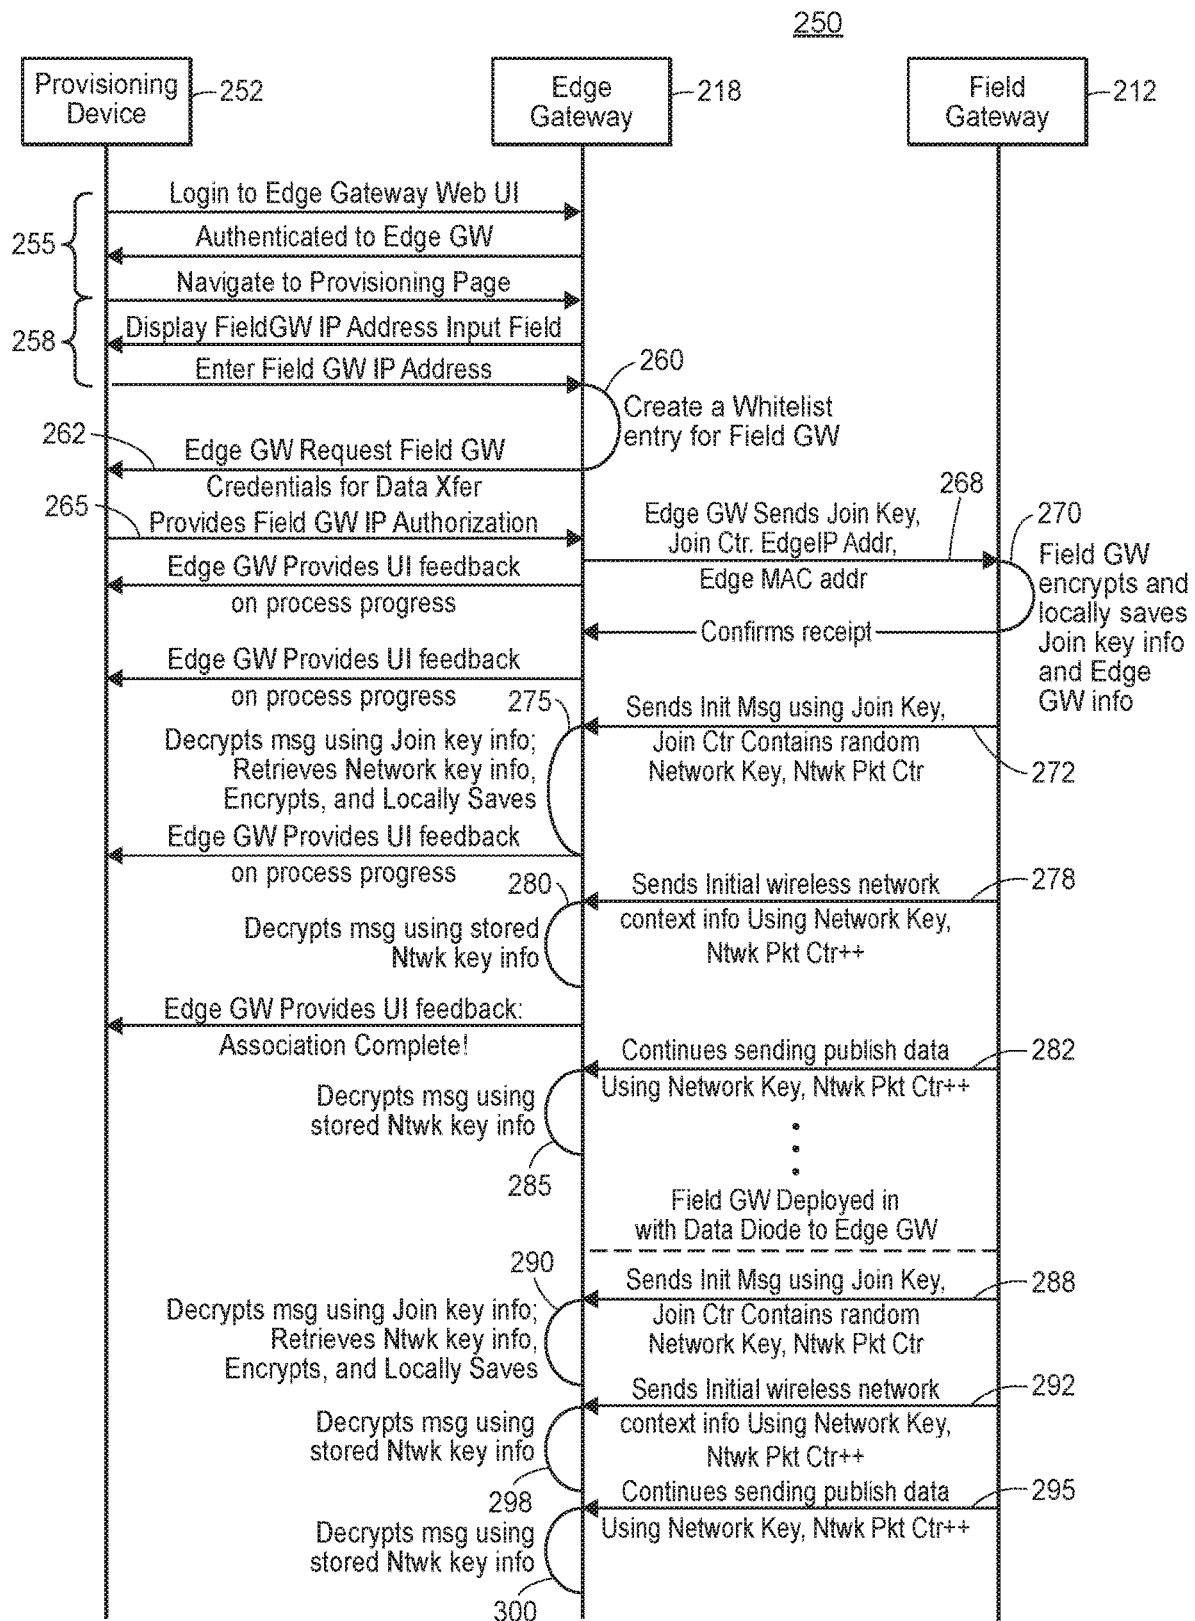 250
Provisioning
Device
252
Edge
Gateway
218
Field
Gateway
212
Login to Edge Gateway Web UI
255
Authenticated to Edge GW
Navigate to Provisioning Page
258
Display FieldGW IP Address Input Field
Enter Field GW IP Address
260
Create a Whitelist
entry for Field GW
262
Edge GW Request Field GW
Credentials for Data Xfer
265
Provides Field GW IP Authorization
268
Edge GW Sends Join Key,
Join Ctr. EdgeIP Addr,
Edge MAC addr
270
Field GW
encrypts and
locally saves
Join key info
and Edge
GW info
Edge GW Provides UI feedback
on process progress
Confirms receipt
Edge GW Provides UI feedback
on process progress
275
Sends Init Msg using Join Key,
Join Ctr Contains random
Network Key, Ntwk Pkt Ctr
272
Decrypts msg using Join key info;
Retrieves Network key info,
Encrypts, and Locally Saves
Edge GW Provides UI feedback
on process progress
278
Sends Initial wireless network
context info Using Network Key,
Ntwk Pkt Ctr++
280
Decrypts msg using stored
Ntwk key info
Edge GW Provides UI feedback:
Association Complete!
282
Continues sending publish data
Using Network Key, Ntwk Pkt Ctr++
Decrypts msg using
stored Ntwk key info
285
Field GW Deployed in
with Data Diode to Edge GW
290
288
Sends Init Msg using Join Key,
Join Ctr Contains random
Network Key, Ntwk Pkt Ctr
Decrypts msg using Join key info;
Retrieves Ntwk key info,
Encrypts, and Locally Saves
292
Sends Initial wireless network
context info Using Network Key,
Ntwk Pkt Ctr++
Decrypts msg using
stored Ntwk key info
298
295
Continues sending publish data
Using Network Key, Ntwk Pkt Ctr++
Decrypts msg using
stored Ntwk key info
300